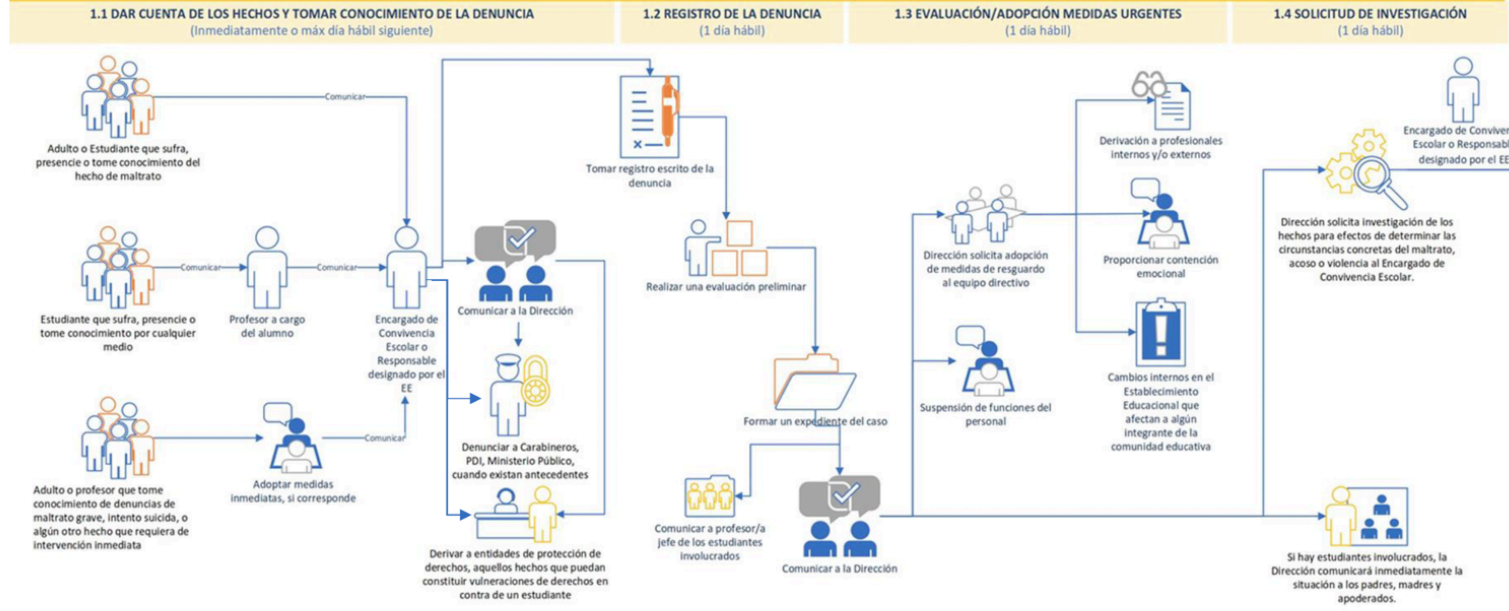 1.1 DAR CUENTA DE LOS HECHOS Y TOMAR CONOCIMIENTO DE LA DENUNCIA
(Inmediatamente o máx día hábil siguiente)
1.2 REGISTRO DE LA DENUNCIA
(1 día hábil)
1.3 EVALUACIÓN/ADOPCIÓN MEDIDAS URGENTES
(1 día hábil)
1.4 SOLICITUD DE INVESTIGACIÓN
(1 día hábil)
Comunicar
Adulto o Estudiante que sufra,
presencie o tome conocimiento del
hecho de maltrato
Comunicar
Comunicar
Estudiante que sufra, presencie o
tome conocimiento por cualquier
medio
Profesor a cargo
del alumno
Encargado de
Convivencia
Escolar o
Responsable
designado por el
EE
Comunicar
Adulto o profesor que tome
conocimiento de denuncias de
maltrato grave, intento suicida, o
algún otro hecho que requiera de
intervención inmediata
Adoptar medidas
inmediatas, si corresponde
Comunicar a la Dirección
Denunciar a Carabineros,
PDI, Ministerio Público,
cuando existan antecedentes
Derivar a entidades de protección de
derechos, aquellos hechos que puedan
constituir vulneraciones de derechos en
contra de un estudiante
Tomar registro escrito de la
denuncia
Realizar una evaluación preliminar
Formar un expediente del caso
Comunicar a profesor/a
jefe de los estudiantes
involucrados
Comunicar a la Dirección
Dirección solicita adopción
de medidas de resguardo
al equipo directivo
Suspensión de funciones del
personal
Derivación a profesionales
internos y/o externos
Proporcionar contención
emocional
Cambios internos en el
Establecimiento
Educacional que
afectan a algún
integrante de la
comunidad educativa
Encargado de Conviven
Escolar o Responsabl
designado por el EE
Dirección solicita investigación de los
hechos para efectos de determinar las
circunstancias concretas del maltrato,
acoso o violencia al Encargado de
Convivencia Escolar.
Si hay estudiantes involucrados, la
Dirección comunicará inmediatamente la
situación a los padres, madres y
apoderados.